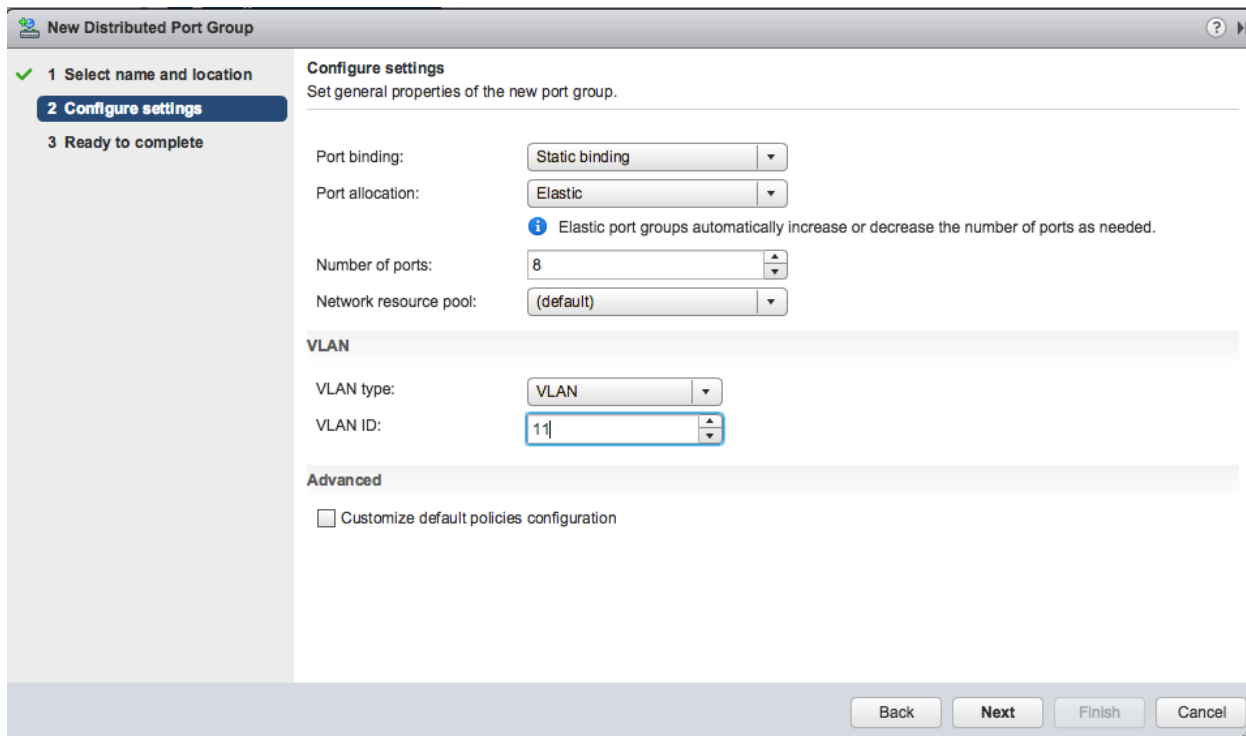 New Distributed Port Group
?
1 Select name and location
2 Configure settings
3 Ready to complete
Configure settings
Set general properties of the new port group.
Port binding: Static binding
Port allocation: Elastic
Elastic port groups automatically increase or decrease the number of ports as needed.
Number of ports: 8
Network resource pool: (default)
VLAN
VLAN type: VLAN
VLAN ID: 11
Advanced
Customize default policies configuration
Back Next Finish Cancel